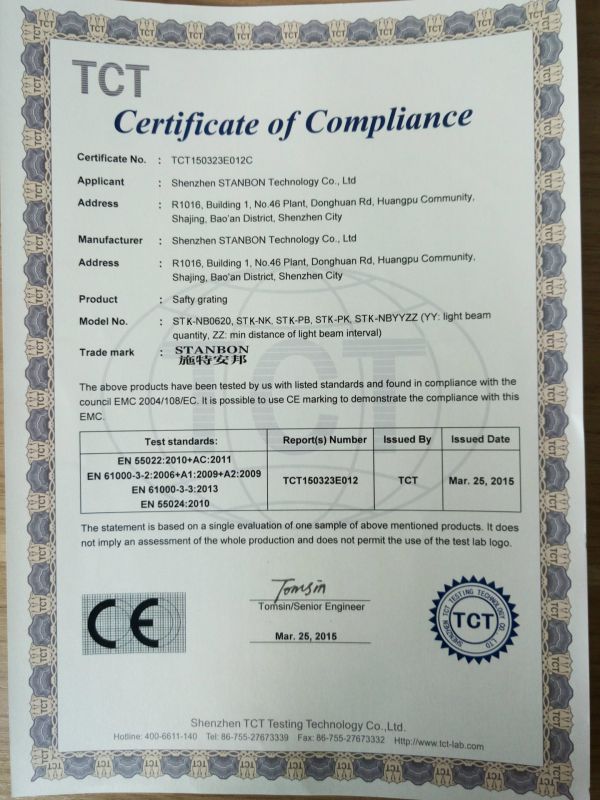 TCT
Certificate of Compliance
Certificate No. : TCT150323E012C
Applicant : Shenzhen STANBON Technology Co., Ltd
Address : R1016, Building 1, No.46 Plant, Donghuan Rd, Huangpu Community,
Shajing, Bao'an District, Shenzhen City
Manufacturer : Shenzhen STANBON Technology Co., Ltd
Address : R1016, Building 1, No.46 Plant, Donghuan Rd, Huangpu Community,
Shajing, Bao'an District, Shenzhen City
Product : Safty grating
Model No. : STK-NB0620, STK-NK, STK-PB, STK-PK, STK-NBYYZZ (YY: light beam
quantity, ZZ: min distance of light beam interval)
Trade mark : STANBON
施特安邦
The above products have been tested by us with listed standards and found in compliance with the
council EMC 2004/108/EC. It is possible to use CE marking to demonstrate the compliance with this
EMC.
Test standards: Report(s) Number Issued By Issued Date
EN 55022:2010+AC:2011
EN 61000-3-2:2006+A1:2009+A2:2009
EN 61000-3-3:2013
EN 55024:2010
TCT150323E012 TCT Mar. 25, 2015
The statement is based on a single evaluation of one sample of above mentioned products. It does
not imply an assessment of the whole production and does not permit the use of the test lab logo.
CE
Tomsin
Tomsin/Senior Engineer
Mar. 25, 2015
SHENZHEN TCT TESTING TECHNOLOGY CO., LTD
TCT
Shenzhen TCT Testing Technology Co.,Ltd.
Hotline: 400-6611-140 Tel: 86-755-27673339 Fax: 86-755-27673332 Http://www.tct-lab.com